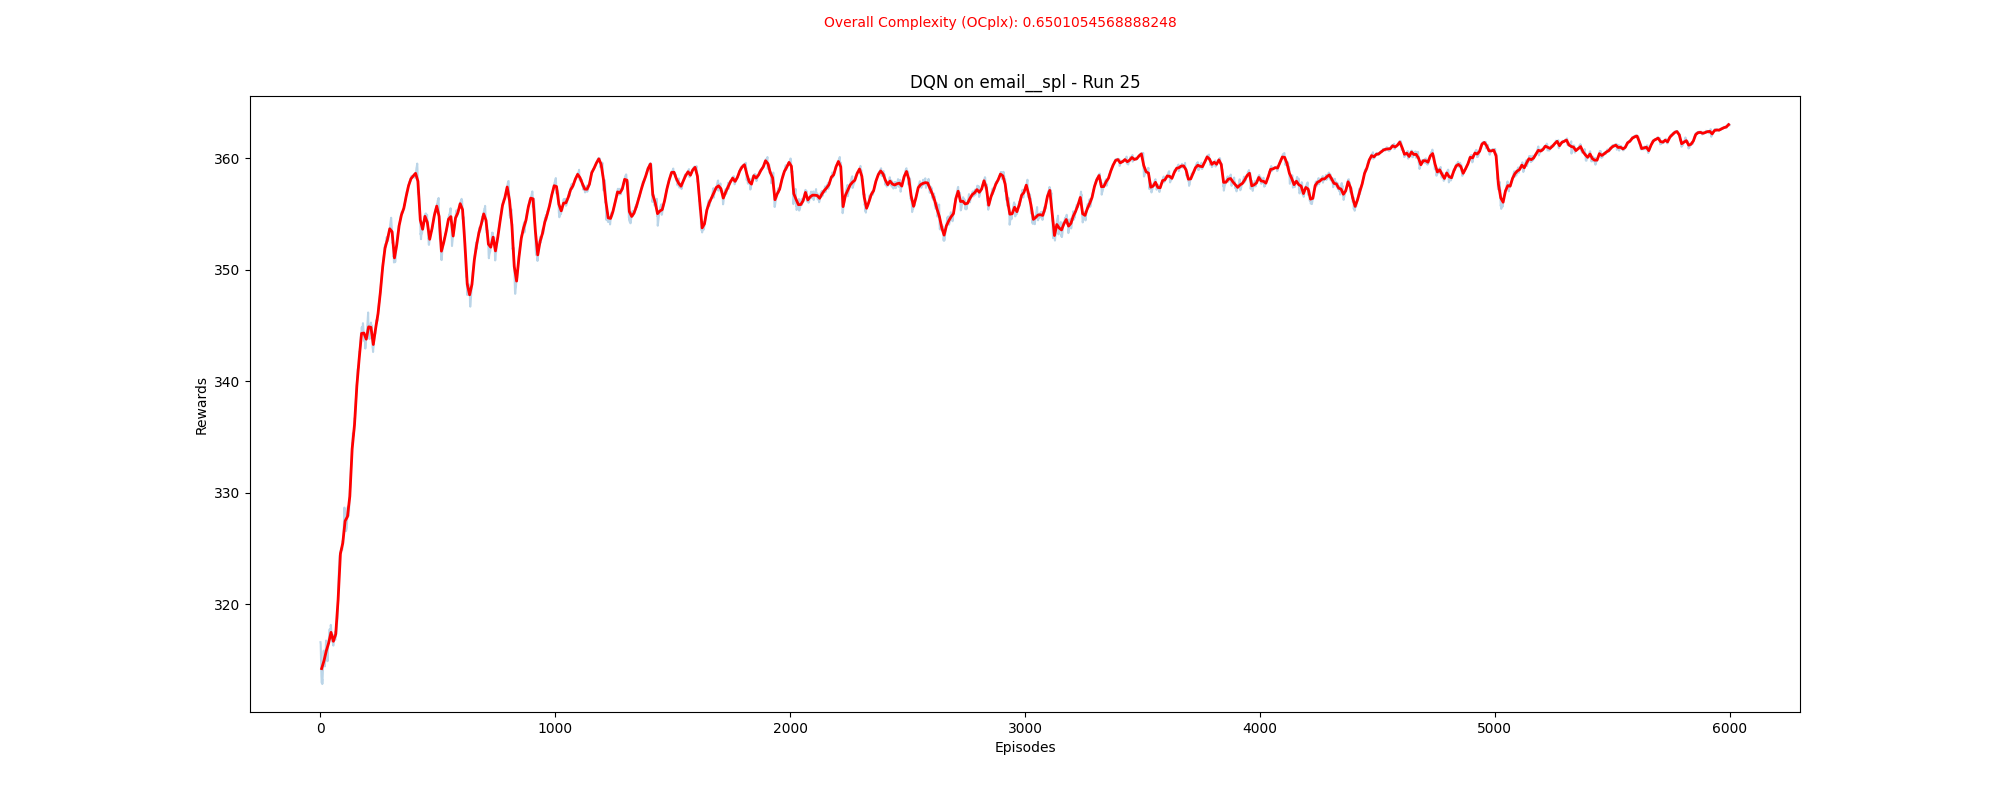 Overall Complexity (OCplx): 0.6501054568888248
DQN on email__spl - Run 25
Rewards
360
350
340
330
320
0 1000 2000 3000 4000 5000 6000
Episodes